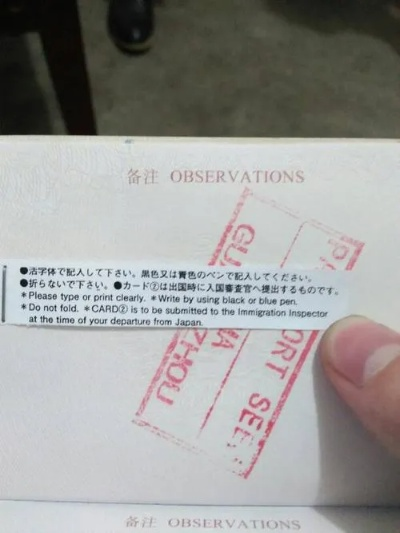 备注 OBSERVATIONS
●活字体で記入して下さい。黒色又は青色のペンで記入してください。
●折らないで下さい。●カード②は出国時に入国審査官へ提出するものです。
＊Please type or print clearly. ＊Write by using black or blue pen.
＊Do not fold. ＊CARD② is to be submitted to the Immigration Inspector
at the time of your departure from Japan.
备注 OBSERVATIONS